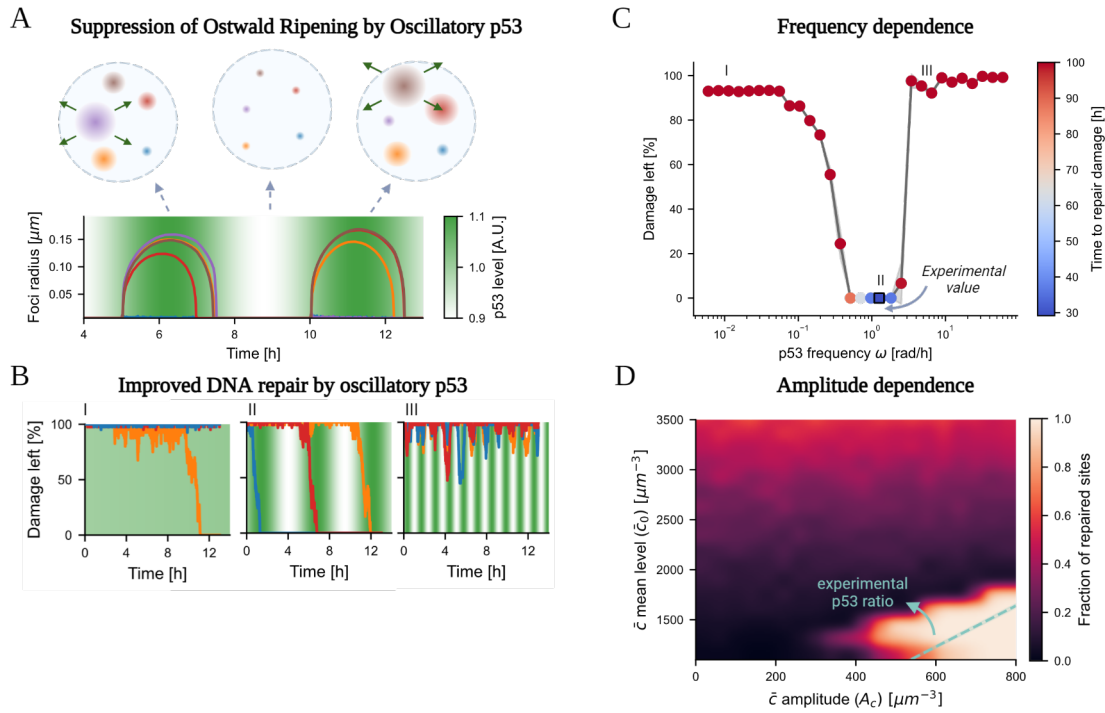 A
Suppression of Ostwald Ripening by Oscillatory p53
Foci radius [μm]
0.15
0.10
0.05
4
6
8
10
12
Time [h]
1.1
1.0
0.9
p53 level [A.U.]
B
Improved DNA repair by oscillatory p53
I
II
III
Damage left [%]
100
50
0
0
4
8
12
Time [h]
0
4
8
12
Time [h]
0
4
8
12
Time [h]
C
Frequency dependence
I
III
II
Experimental
value
Damage left [%]
100
80
60
40
20
0
10⁻²
10⁻¹
10⁰
10¹
p53 frequency ω [rad/h]
100
90
80
70
60
50
40
30
Time to repair damage [h]
D
Amplitude dependence
c̄ mean level (c̄₀) [μm⁻³]
3500
3000
2500
2000
1500
experimental
p53 ratio
0
200
400
600
800
c̄ amplitude (A_c) [μm⁻³]
1.0
0.8
0.6
0.4
0.2
0.0
Fraction of repaired sites